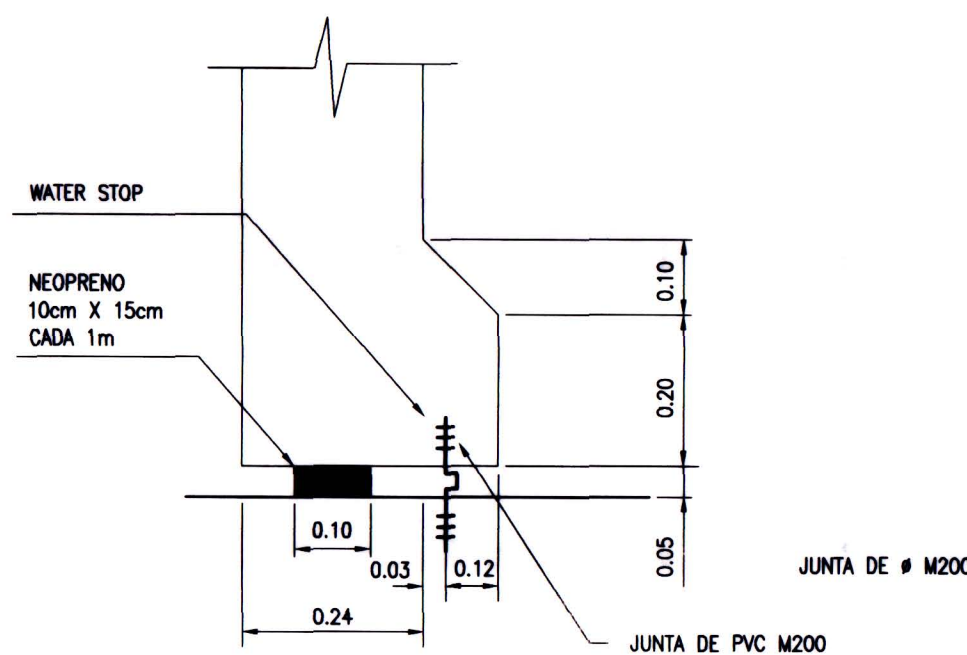 WATER STOP
NEOPRENO
10cm X 15cm
CADA 1m
0.10
0.20
0.05
0.10
0.03
0.12
0.24
JUNTA DE ø M200
JUNTA DE PVC M200